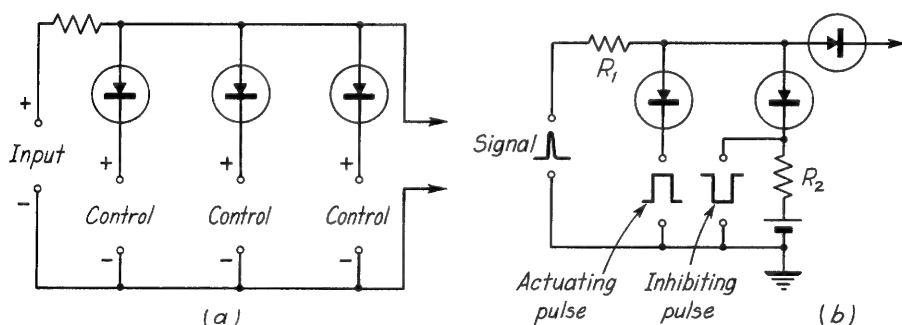 +
Input
-
+
Control
-
+
Control
-
+
Control
-
(a)
R1
Signal
R2
Actuating
pulse
Inhibiting
pulse
(b)